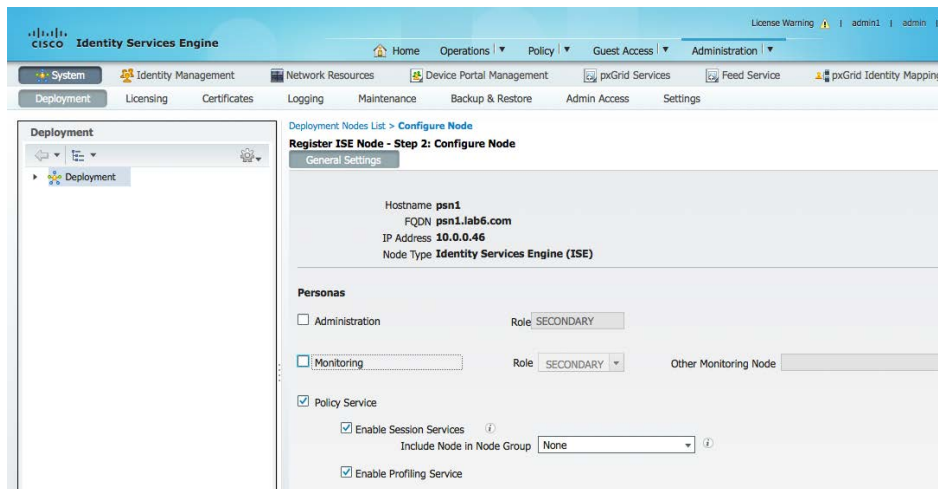 License Warning | admin1 | admin |
CISCO Identity Services Engine
Home Operations | Policy | Guest Access | Administration |
System Identity Management Network Resources Device Portal Management pxGrid Services Feed Service pxGrid Identity Mapping
Deployment Licensing Certificates Logging Maintenance Backup & Restore Admin Access Settings
Deployment
Deployment
Deployment Nodes List > Configure Node
Register ISE Node - Step 2: Configure Node
General Settings
Hostname psn1
FQDN psn1.lab6.com
IP Address 10.0.0.46
Node Type Identity Services Engine (ISE)
Personas
Administration Role SECONDARY
Monitoring Role SECONDARY Other Monitoring Node
Policy Service
Enable Session Services
Include Node in Node Group None
Enable Profiling Service